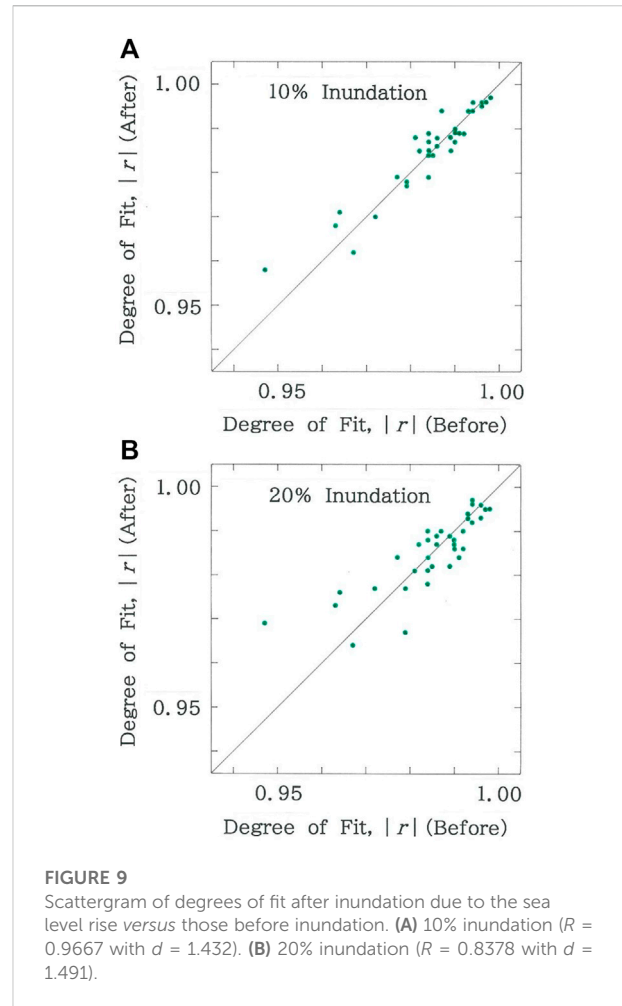 A
10% Inundation
1.00
0.95
Degree of Fit, |r| (After)
0.95 1.00
Degree of Fit, |r| (Before)
B
20% Inundation
1.00
0.95
Degree of Fit, |r| (After)
0.95 1.00
Degree of Fit, |r| (Before)
FIGURE 9
Scattergram of degrees of fit after inundation due to the sea
level rise versus those before inundation. (A) 10% inundation (R =
0.9667 with d = 1.432). (B) 20% inundation (R = 0.8378 with d =
1.491).